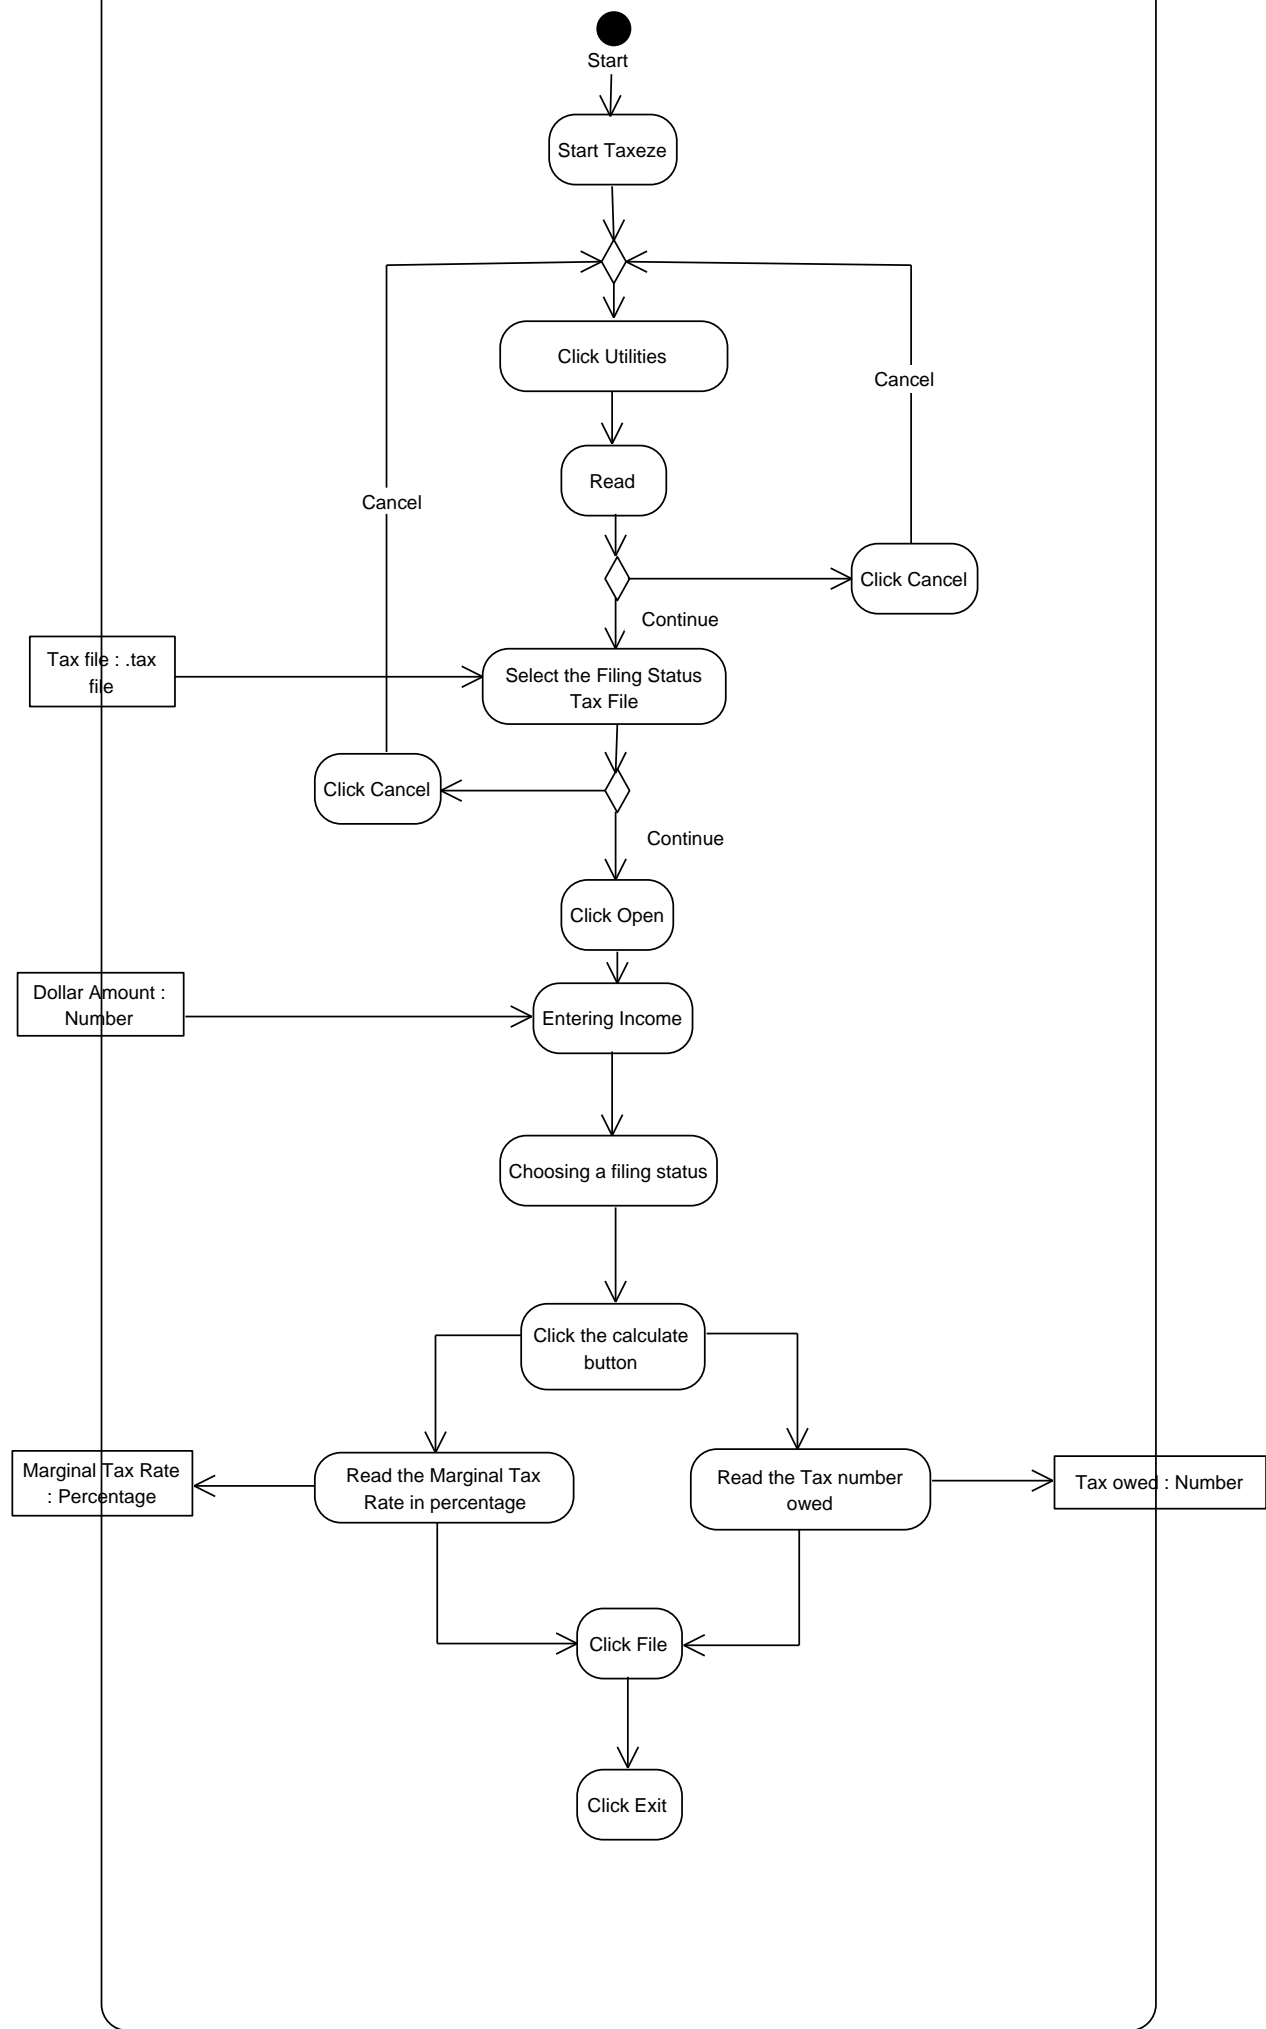 Start
Start Taxeze
Click Utilities
Cancel
Read
Cancel
Click Cancel
Continue
Tax file : .tax
file
Select the Filing Status
Tax File
Click Cancel
Continue
Click Open
Dollar Amount :
Number
Entering Income
Choosing a filing status
Click the calculate
button
Marginal Tax Rate
: Percentage
Read the Marginal Tax
Rate in percentage
Read the Tax number
owed
Tax owed : Number
Click File
Click Exit